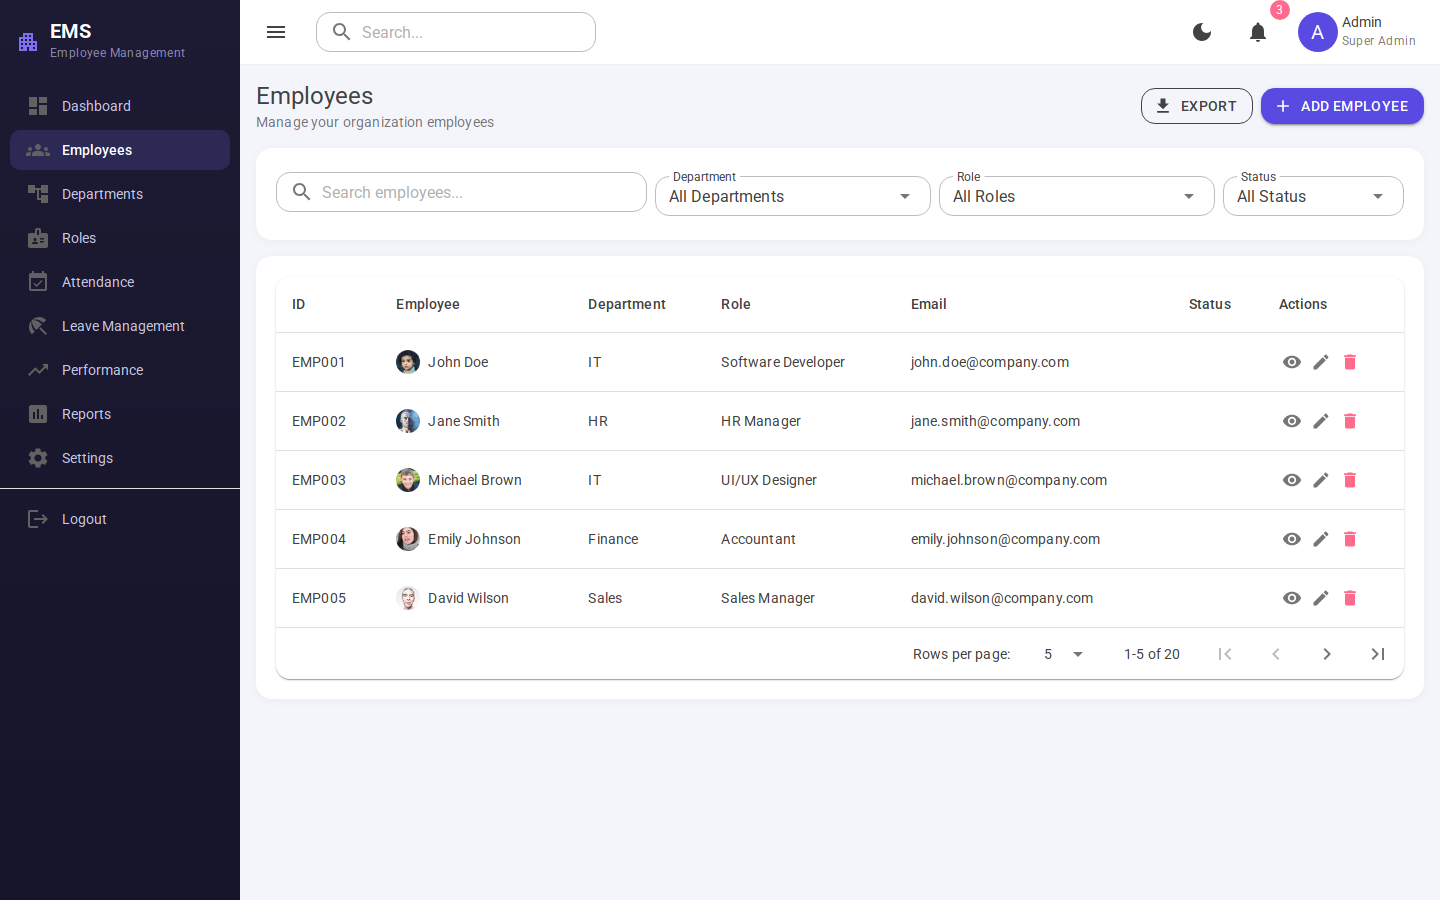 EMS
Employee Management
Dashboard
Employees
Departments
Roles
Attendance
Leave Management
Performance
Reports
Settings
Logout
Search...
3
A
Admin
Super Admin
Employees
Manage your organization employees
EXPORT
ADD EMPLOYEE
Search employees...
Department
All Departments
Role
All Roles
Status
All Status
ID Employee Department Role Email Status Actions
EMP001 John Doe IT Software Developer john.doe@company.com
EMP002 Jane Smith HR HR Manager jane.smith@company.com
EMP003 Michael Brown IT UI/UX Designer michael.brown@company.com
EMP004 Emily Johnson Finance Accountant emily.johnson@company.com
EMP005 David Wilson Sales Sales Manager david.wilson@company.com
Rows per page: 5 1-5 of 20